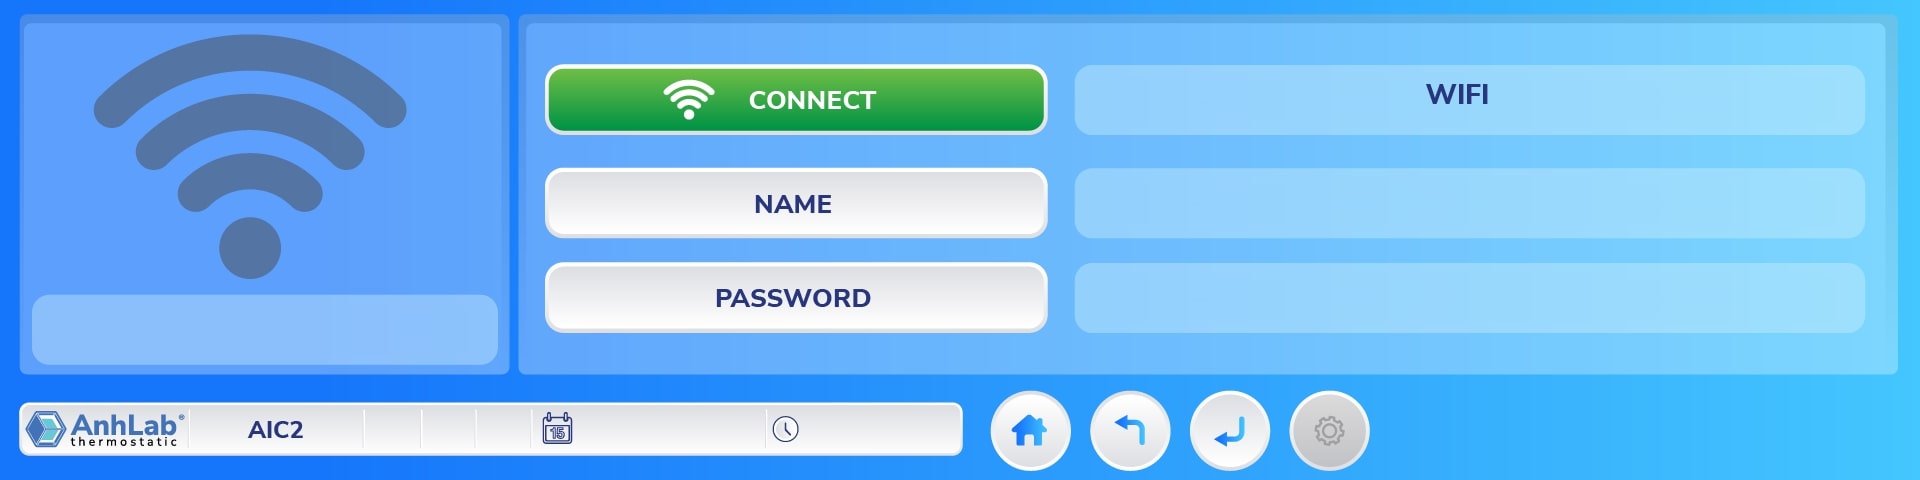 CONNECT
WIFI
NAME
PASSWORD
AnhLab®
thermostatic
AIC2
15